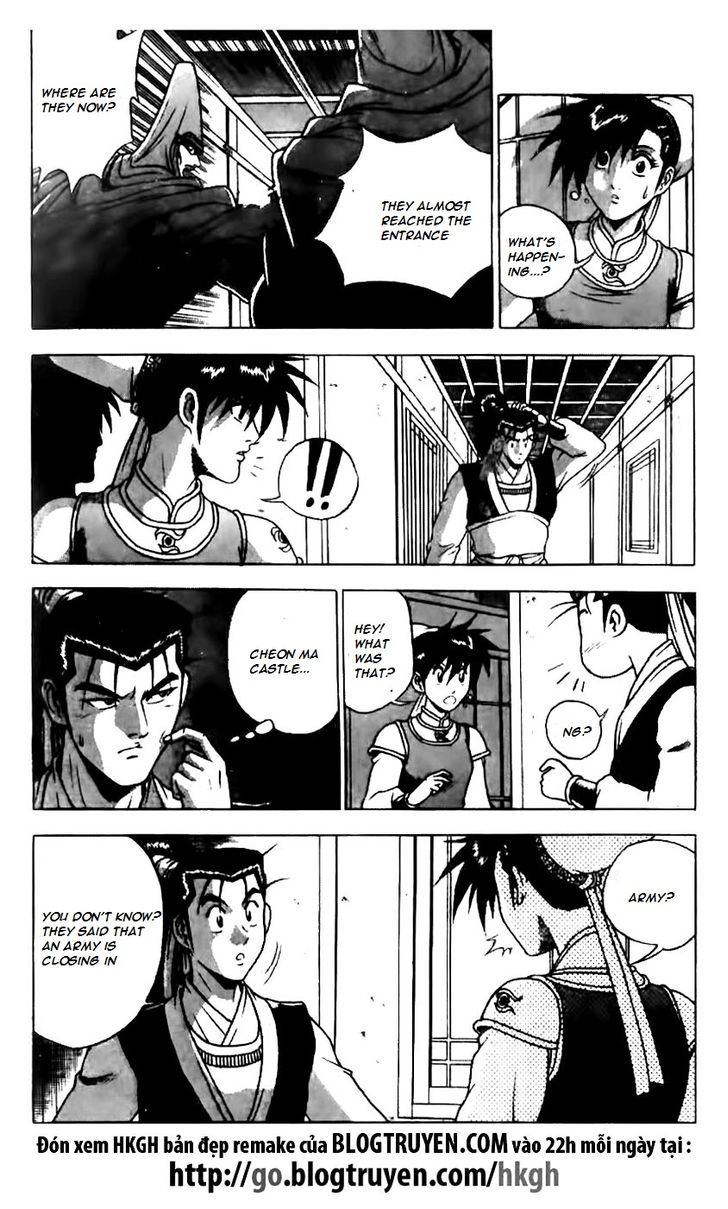 WHERE ARE
THEY NOW?
THEY ALMOST
REACHED THE
ENTRANCE
WHAT'S
HAPPEN-
ING...?
!!
CHEON MA
CASTLE...
HEY!
WHAT
WAS
THAT?
NG?
YOU DON'T KNOW?
THEY SAID THAT
AN ARMY IS
CLOSING IN
ARMY?
Đón xem HKGH bản đẹp remake của BLOGTRUYEN.COM vào 22h mỗi ngày tại :
http://go.blogtruyen.com/hkgh